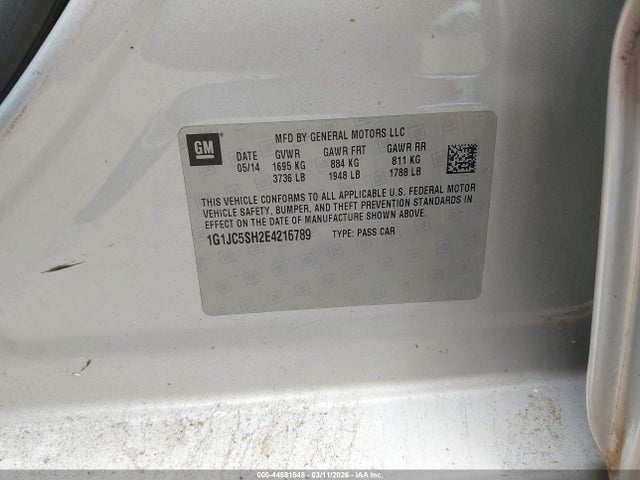 GM
MFD BY GENERAL MOTORS LLC
DATE GVWR GAWR FRT GAWR RR
05/14 1695 KG 884 KG 811 KG
3736 LB 1948 LB 1788 LB
THIS VEHICLE CONFORMS TO ALL APPLICABLE U.S. FEDERAL MOTOR
VEHICLE SAFETY, BUMPER, AND THEFT PREVENTION STANDARDS IN
EFFECT ON THE DATE OF MANUFACTURE SHOWN ABOVE.
1G1JC5SH2E4216789 TYPE: PASS CAR
000-44581548 - 03/11/2026 - IAA Inc.